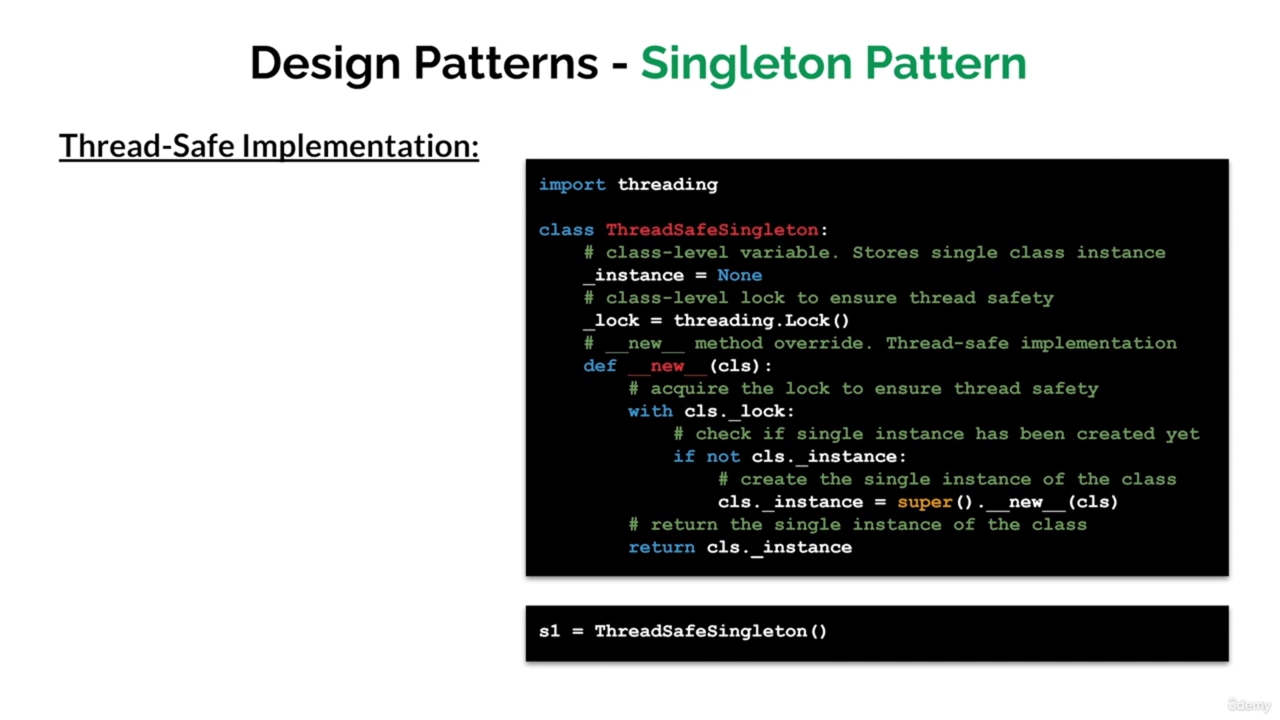 Design Patterns - Singleton Pattern
Thread-Safe Implementation:
import threading
class ThreadSafeSingleton:
# class-level variable. Stores single class instance
_instance = None
# class-level lock to ensure thread safety
_lock = threading.Lock()
# __new__ method override. Thread-safe implementation
def __new__(cls):
# acquire the lock to ensure thread safety
with cls._lock:
# check if single instance has been created yet
if not cls._instance:
# create the single instance of the class
cls._instance = super().__new__(cls)
# return the single instance of the class
return cls._instance
s1 = ThreadSafeSingleton()
ûdemy